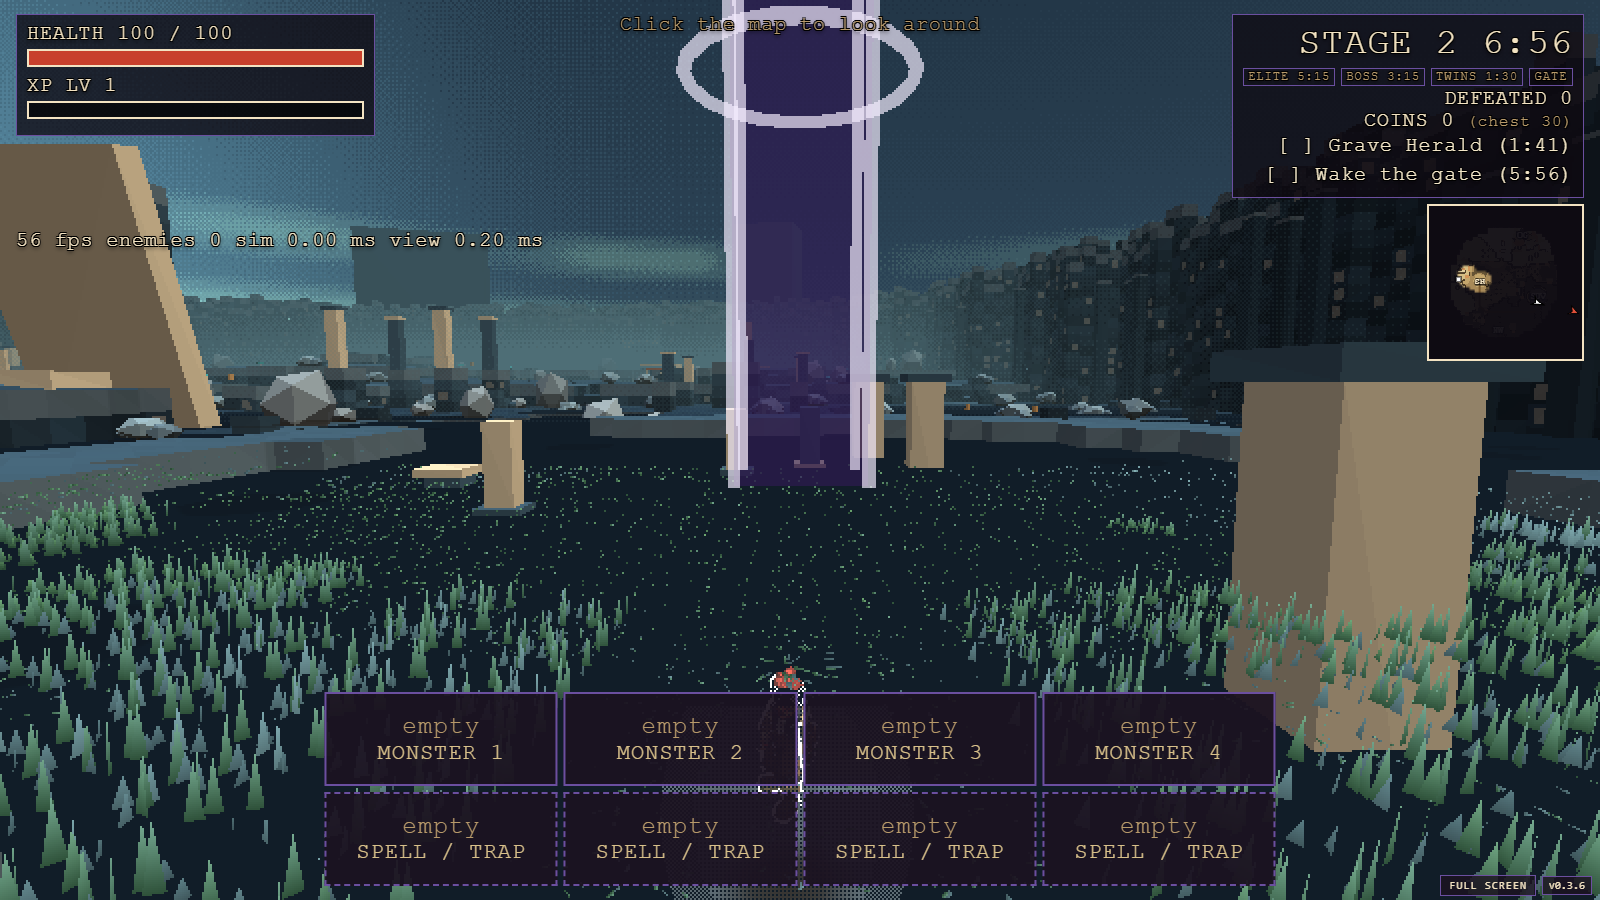 Click the map to look around
HEALTH 100 / 100
XP LV 1
STAGE 2 6:56
ELITE 5:15 BOSS 3:15 TWINS 1:30 GATE
DEFEATED 0
COINS 0 (chest 30)
[ ] Grave Herald (1:41)
[ ] Wake the gate (5:56)
56 fps enemies 0 sim 0.00 ms view 0.20 ms
CH
empty empty empty empty
MONSTER 1 MONSTER 2 MONSTER 3 MONSTER 4
empty empty empty empty
SPELL / TRAP SPELL / TRAP SPELL / TRAP SPELL / TRAP
FULL SCREEN v0.3.6